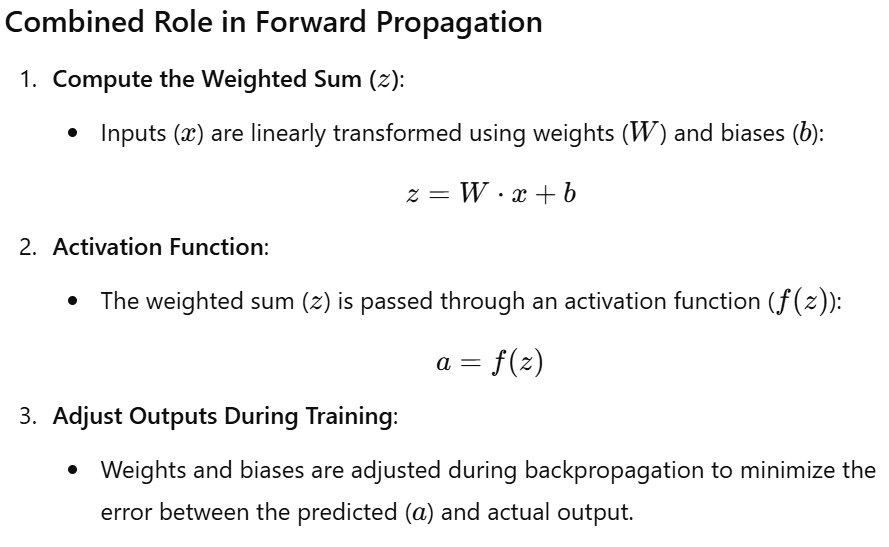 Combined Role in Forward Propagation
1. Compute the Weighted Sum (z):
• Inputs (x) are linearly transformed using weights (W) and biases (b):
z = W · x + b
2. Activation Function:
• The weighted sum (z) is passed through an activation function (f(z)):
a = f(z)
3. Adjust Outputs During Training:
• Weights and biases are adjusted during backpropagation to minimize the
error between the predicted (a) and actual output.